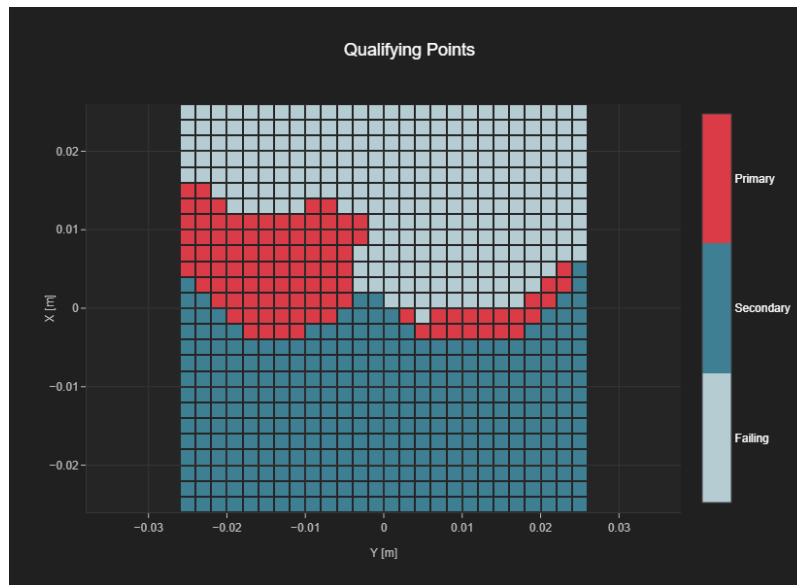 Qualifying Points
0.02
0.01
0
−0.01
−0.02
X [m]
−0.03
−0.02
−0.01
0
0.01
0.02
0.03
Y [m]
Primary
Secondary
Failing